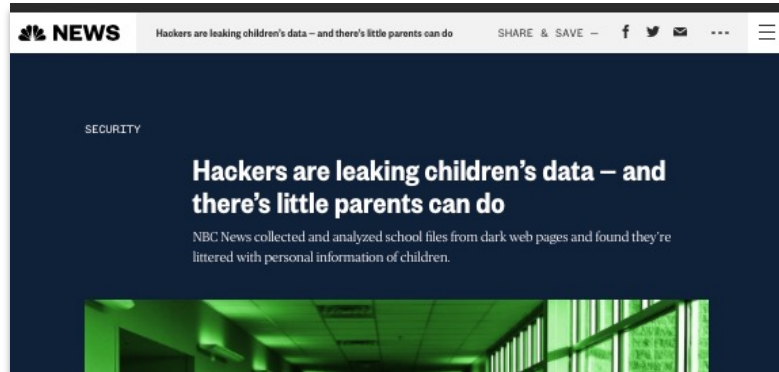 NEWS
Hackers are leaking children's data – and there's little parents can do
SHARE & SAVE –
SECURITY
Hackers are leaking children's data – and
there's little parents can do
NBC News collected and analyzed school files from dark web pages and found they're
littered with personal information of children.